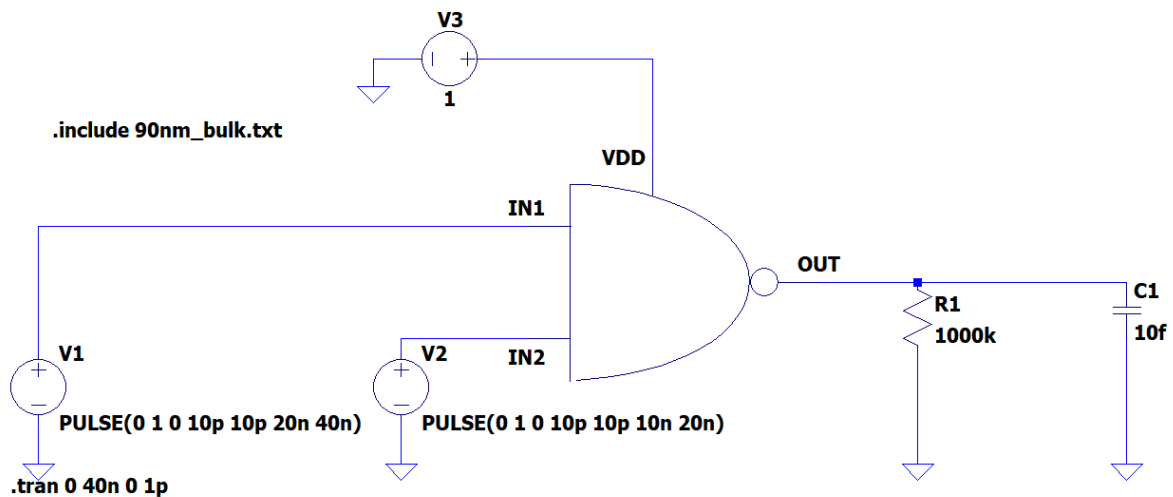 V3
1
.include 90nm_bulk.txt
VDD
IN1
OUT
R1
1000k
C1
10f
V1
PULSE(0 1 0 10p 10p 20n 40n)
V2
IN2
PULSE(0 1 0 10p 10p 10n 20n)
.tran 0 40n 0 1p